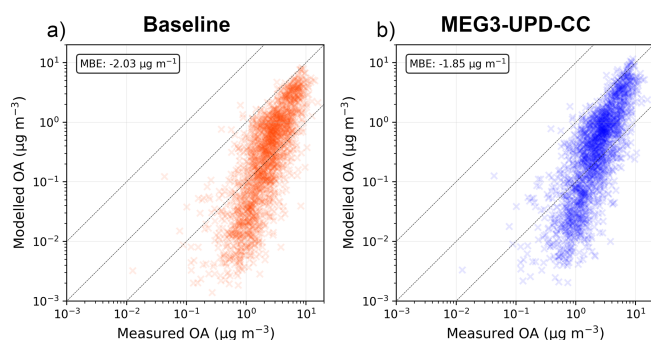 Baseline
MEG3-UPD-CC
a)
b)
MBE: -2.03 µg m⁻¹
MBE: -1.85 µg m⁻¹
Modelled OA (µg m⁻³)
10¹
10⁰
10⁻¹
10⁻²
10⁻³
Modelled OA (µg m⁻³)
10¹
10⁰
10⁻¹
10⁻²
10⁻³
10⁻³ 10⁻² 10⁻¹ 10⁰ 10¹
10⁻³ 10⁻² 10⁻¹ 10⁰ 10¹
Measured OA (µg m⁻³)
Measured OA (µg m⁻³)